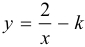 y = 2/x − k